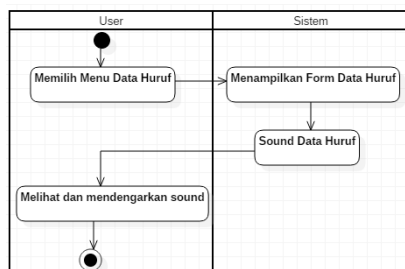 User
Sistem
Memilih Menu Data Huruf
Menampilkan Form Data Huruf
Sound Data Huruf
Melihat dan mendengarkan sound